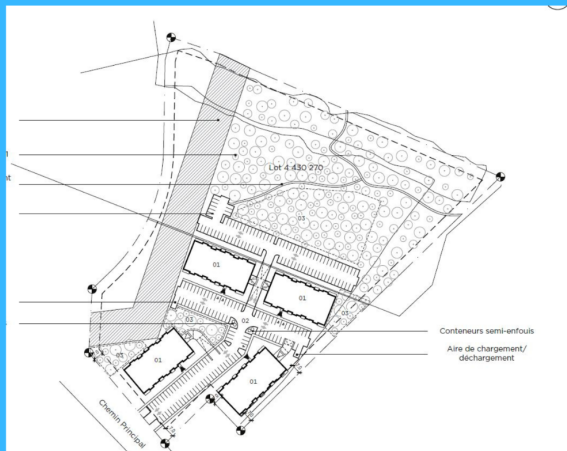 Lot 4 430 270
03
01
01
02
03
03
03
01
01
Conteneurs semi-enfouis
Aire de chargement/
déchargement
Chemin Principal